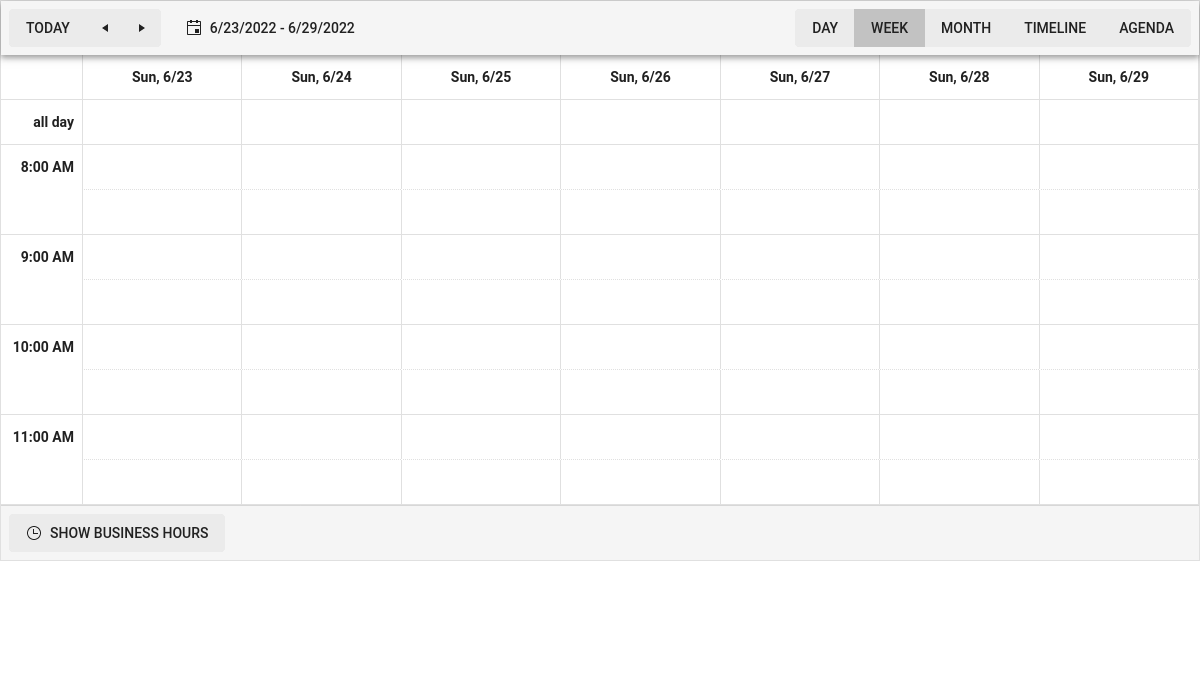 TODAY 6/23/2022 - 6/29/2022 DAY WEEK MONTH TIMELINE AGENDA
Sun, 6/23 Sun, 6/24 Sun, 6/25 Sun, 6/26 Sun, 6/27 Sun, 6/28 Sun, 6/29
all day
8:00 AM
9:00 AM
10:00 AM
11:00 AM
SHOW BUSINESS HOURS